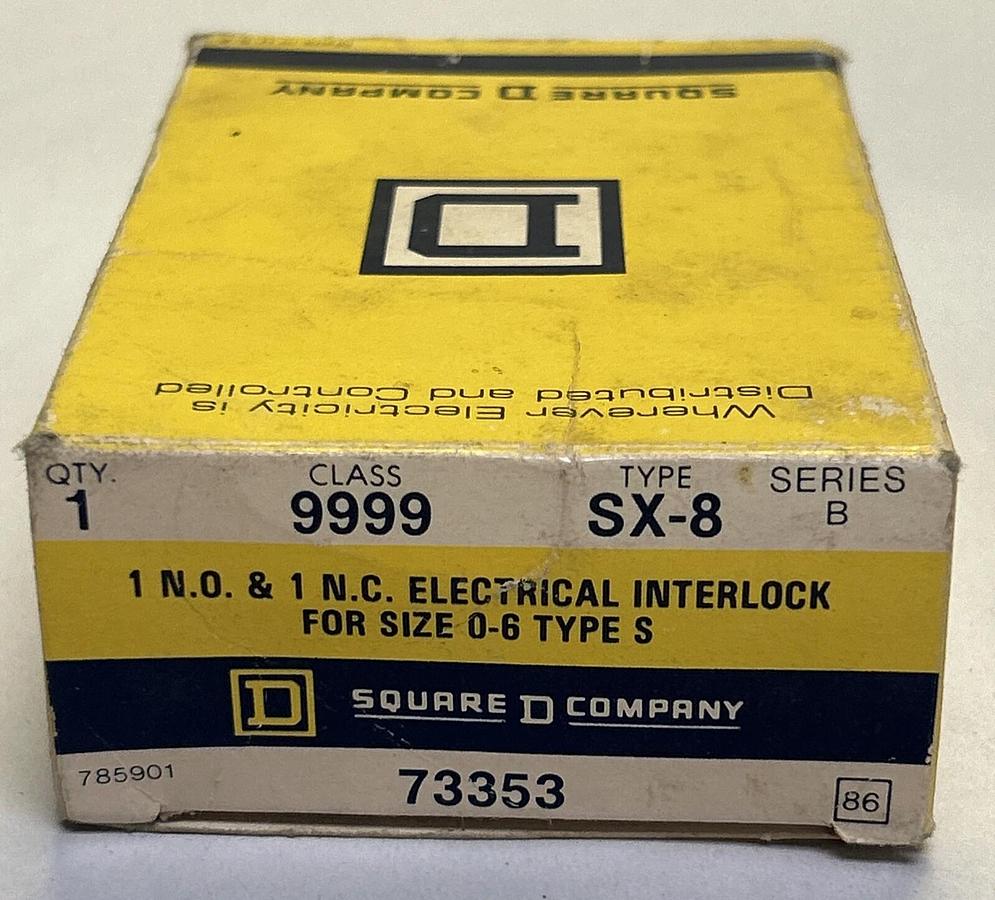 SQUARE D COMPANY
D
Wherever Electricity is
Distributed and Controlled
QTY. CLASS TYPE SERIES
1 9999 SX-8 B
1 N.O. & 1 N.C. ELECTRICAL INTERLOCK
FOR SIZE 0-6 TYPE S
D SQUARE D COMPANY
785901 73353 86